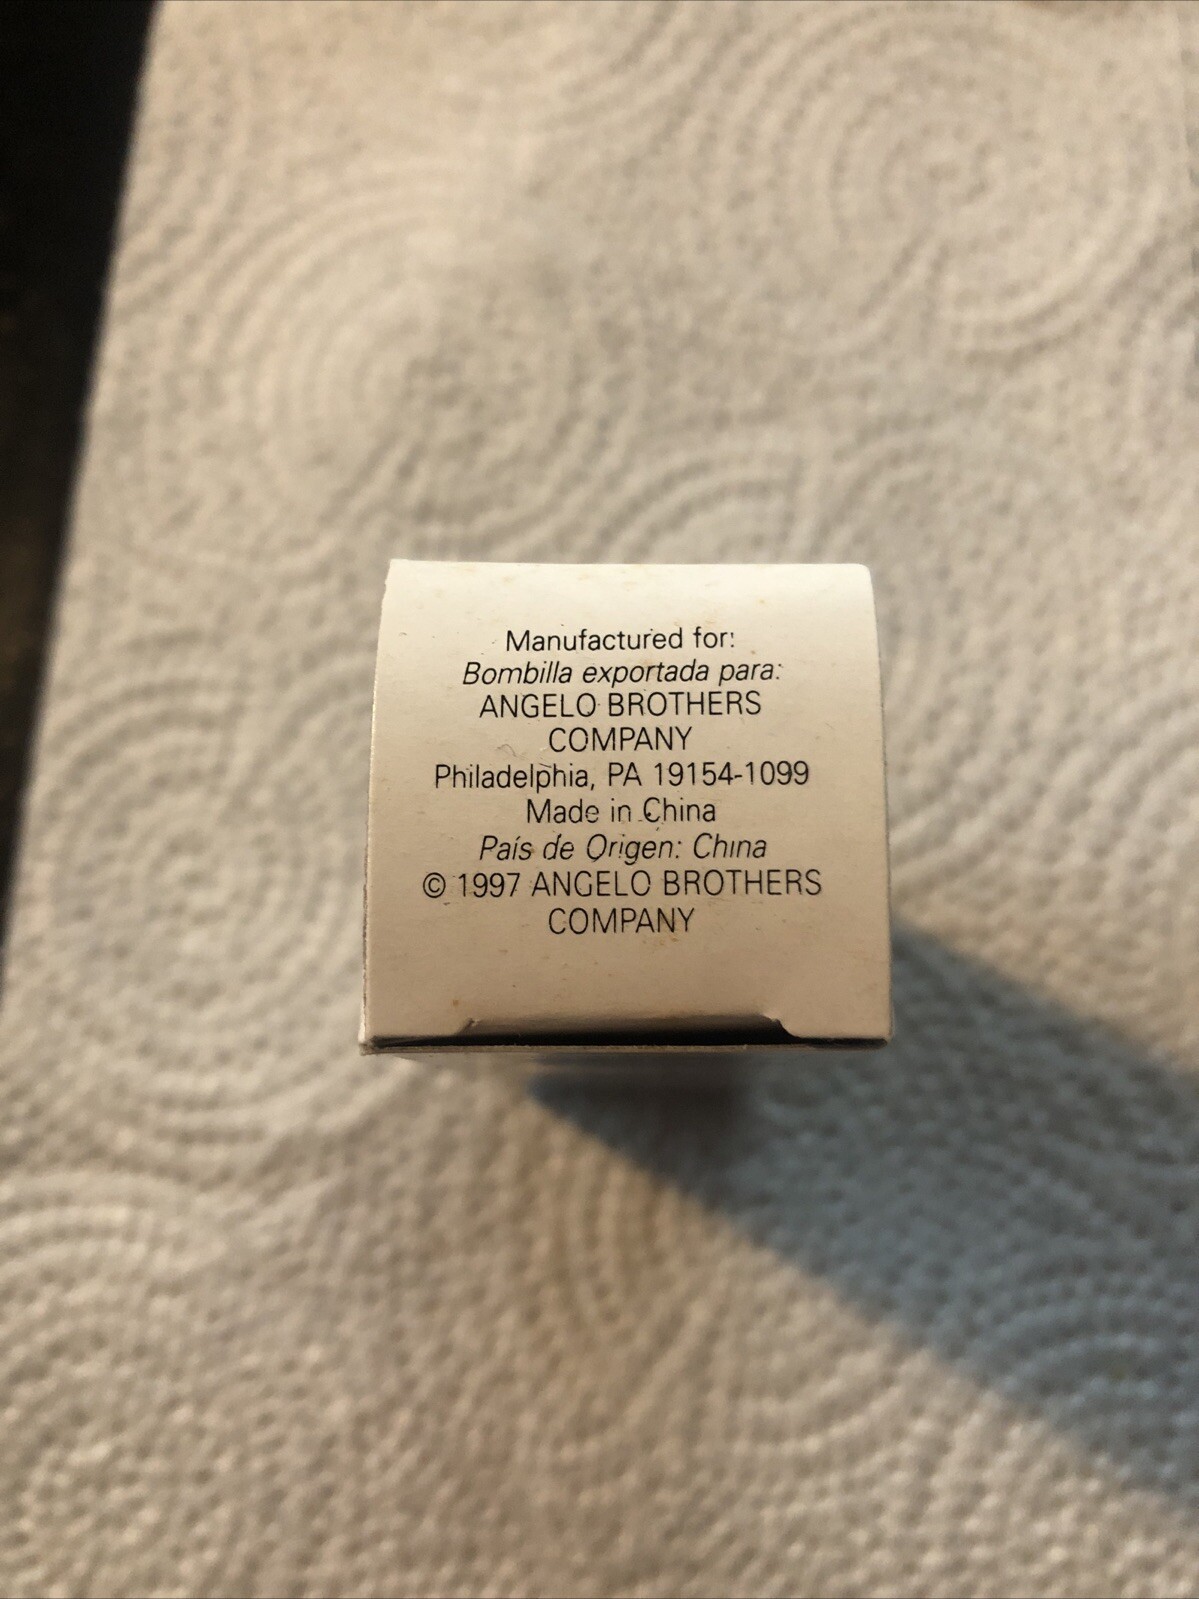 Manufactured for:
Bombilla exportada para:
ANGELO BROTHERS
COMPANY
Philadelphia, PA 19154-1099
Made in China
País de Origen: China
© 1997 ANGELO BROTHERS
COMPANY